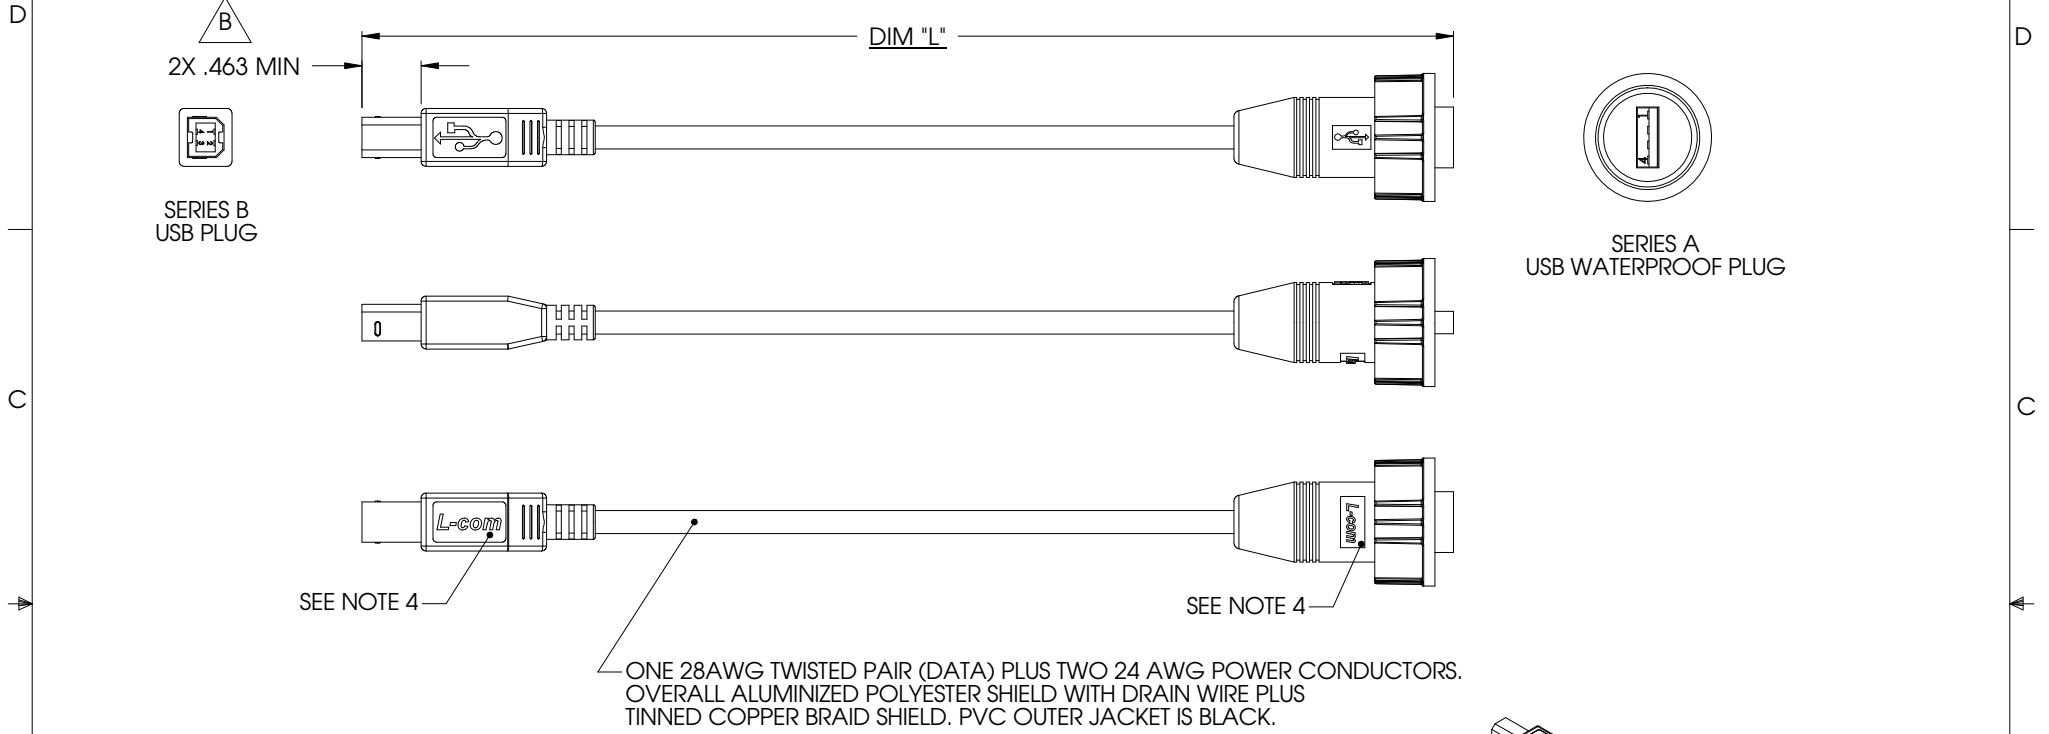 D
B
DIM "L"
D
2X .463 MIN
1
4
SERIES B
USB PLUG
SERIES A
USB WATERPROOF PLUG
C
C
L-com
L-com
SEE NOTE 4
SEE NOTE 4
ONE 28AWG TWISTED PAIR (DATA) PLUS TWO 24 AWG POWER CONDUCTORS.
OVERALL ALUMINIZED POLYESTER SHIELD WITH DRAIN WIRE PLUS
TINNED COPPER BRAID SHIELD. PVC OUTER JACKET IS BLACK.